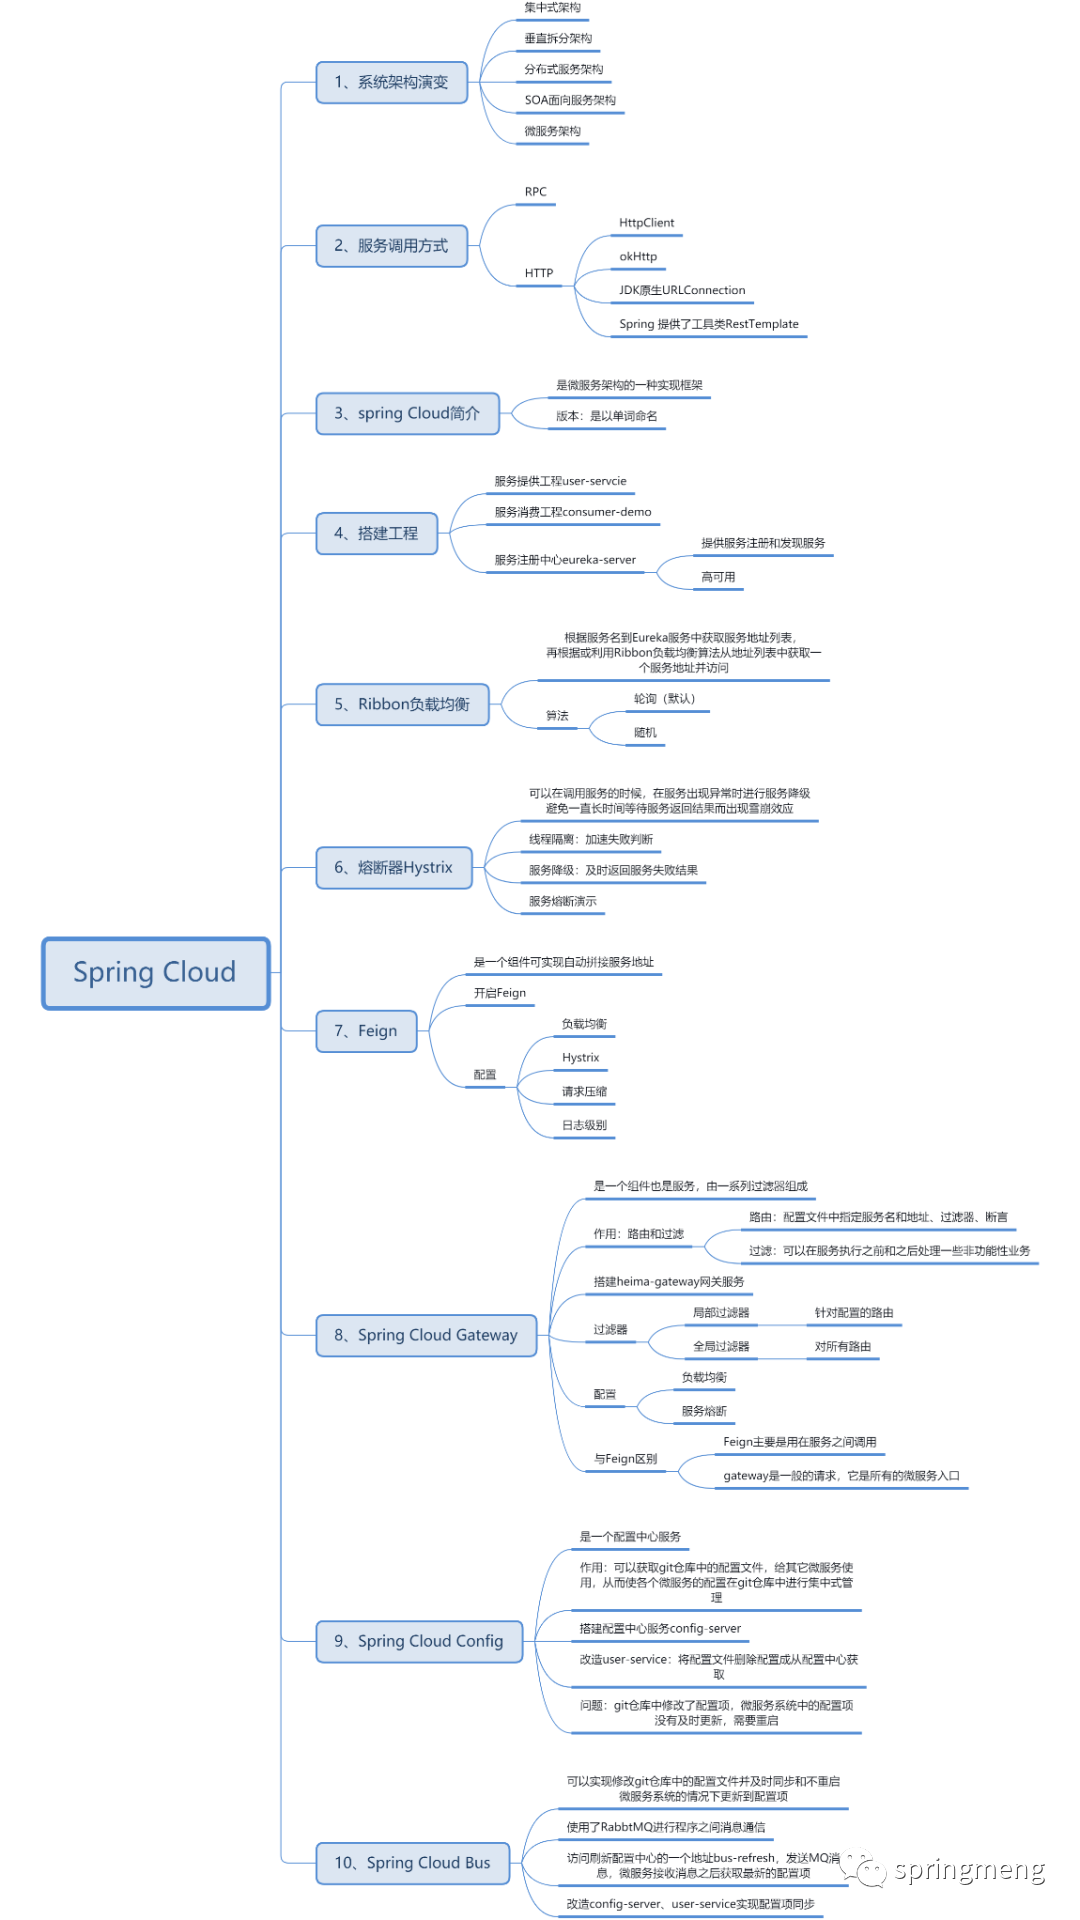 Spring Cloud
1、系统架构演变
集中式架构
垂直拆分架构
分布式服务架构
SOA面向服务架构
微服务架构
2、服务调用方式
RPC
HTTP
HttpClient
okHttp
JDK原生URLConnection
Spring 提供了工具类RestTemplate
3、spring Cloud简介
是微服务架构的一种实现框架
版本：是以单词命名
4、搭建工程
服务提供工程user-servcie
服务消费工程consumer-demo
服务注册中心eureka-server
提供服务注册和发现服务
高可用
5、Ribbon负载均衡
根据服务名到Eureka服务中获取服务地址列表，
再根据或利用Ribbon负载均衡算法从地址列表中获取一
个服务地址并访问
算法
轮询（默认）
随机
6、熔断器Hystrix
可以在调用服务的时候，在服务出现异常时进行服务降级
避免一直长时间等待服务返回结果而出现雪崩效应
线程隔离：加速失败判断
服务降级：及时返回服务失败结果
服务熔断演示
7、Feign
是一个组件可实现自动拼接服务地址
开启Feign
配置
负载均衡
Hystrix
请求压缩
日志级别
8、Spring Cloud Gateway
是一个组件也是服务，由一系列过滤器组成
作用：路由和过滤
路由：配置文件中指定服务名和地址、过滤器、断言
过滤：可以在服务执行之前和之后处理一些非功能性业务
搭建heima-gateway网关服务
过滤器
局部过滤器
针对配置的路由
全局过滤器
对所有路由
配置
负载均衡
服务熔断
与Feign区别
Feign主要是用在服务之间调用
gateway是一般的请求，它是所有的微服务入口
9、Spring Cloud Config
是一个配置中心服务
作用：可以获取git仓库中的配置文件，给其它微服务使
用，从而使各个微服务的配置在git仓库中进行集中式管
理
搭建配置中心服务config-server
改造user-service：将配置文件删除配置成从配置中心获
取
问题：git仓库中修改了配置项，微服务系统中的配置项
没有及时更新，需要重启
10、Spring Cloud Bus
可以实现修改git仓库中的配置文件并及时同步和不重启
微服务系统的情况下更新到配置项
使用了RabbtMQ进行程序之间消息通信
访问刷新配置中心的一个地址bus-refresh，发送MQ消
息，微服务接收消息之后获取最新的配置项
改造config-server、user-service实现配置项同步
springmeng